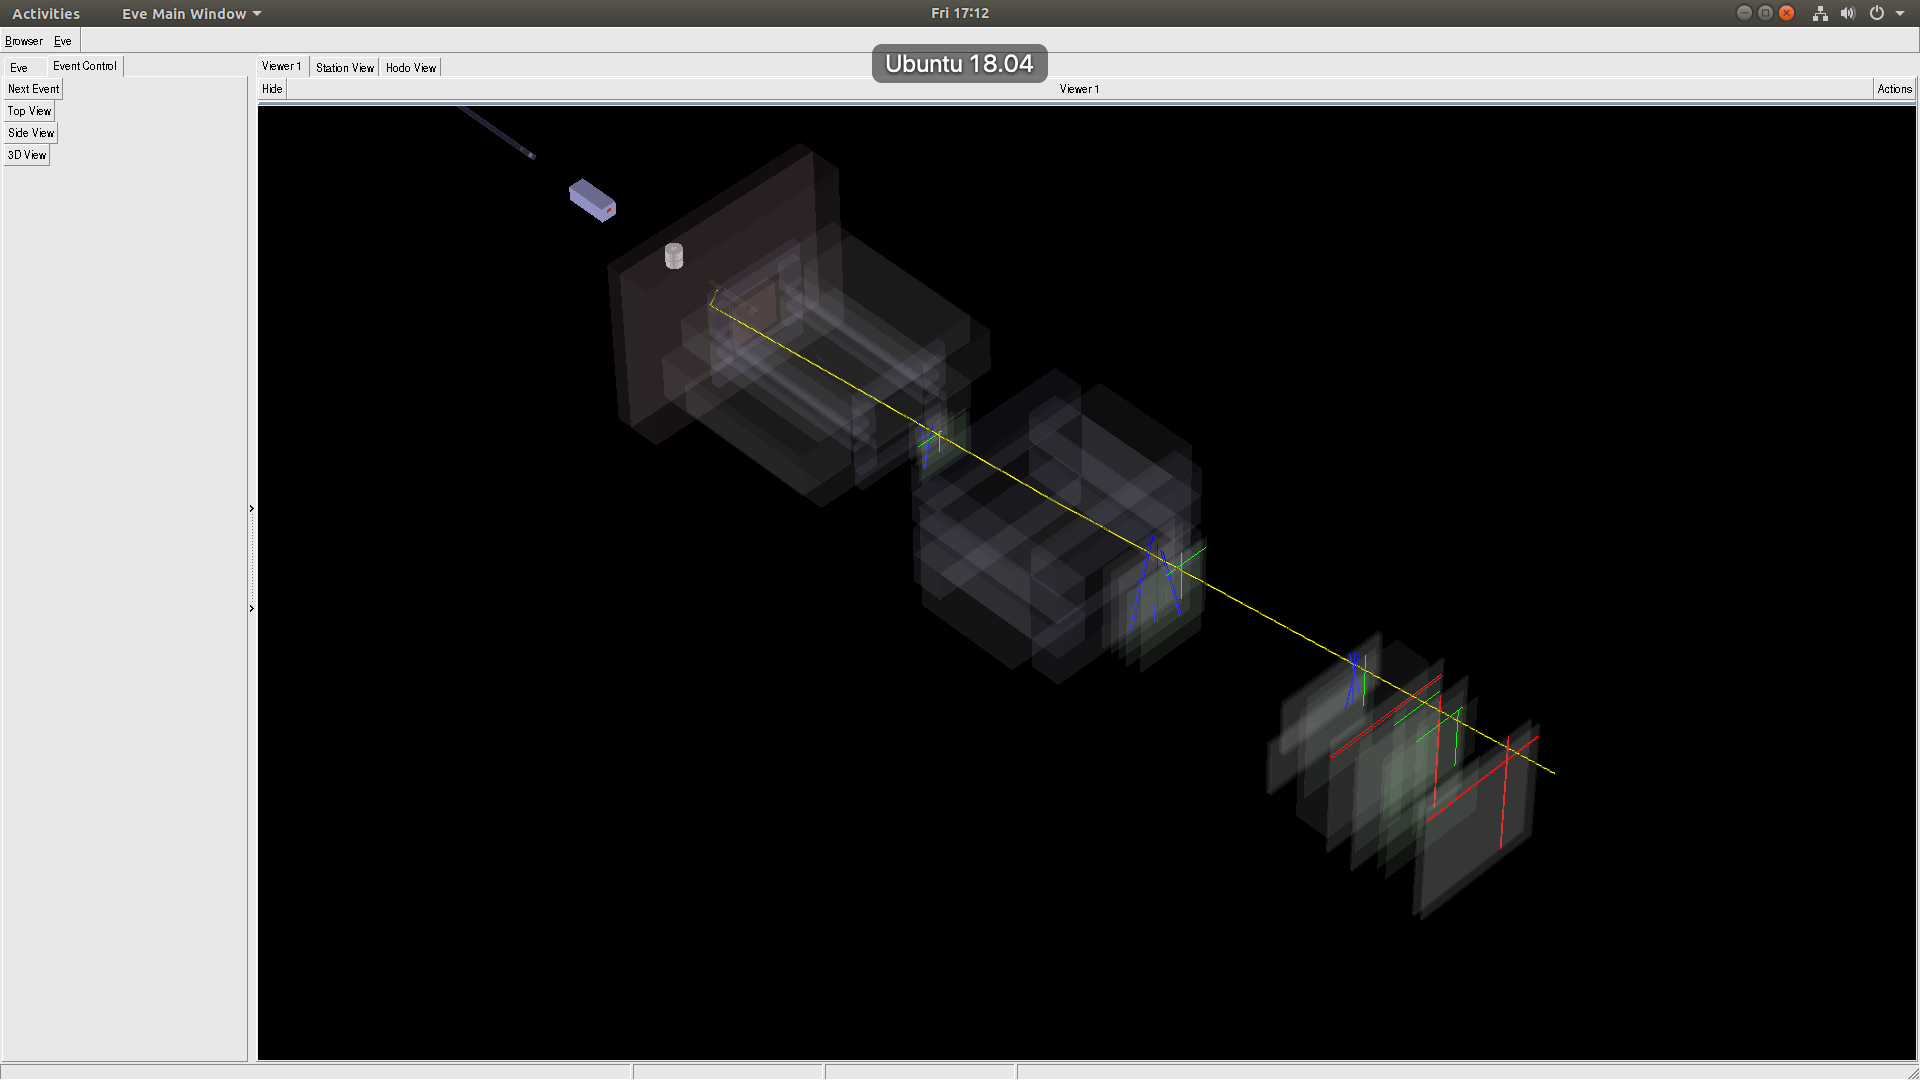 Activities Eve Main Window Fri 17:12
Ubuntu 18.04
Browser Eve
Eve Event Control Viewer 1 Station View Hodo View
Next Event Hide Viewer 1 Actions
Top View
Side View
3D View